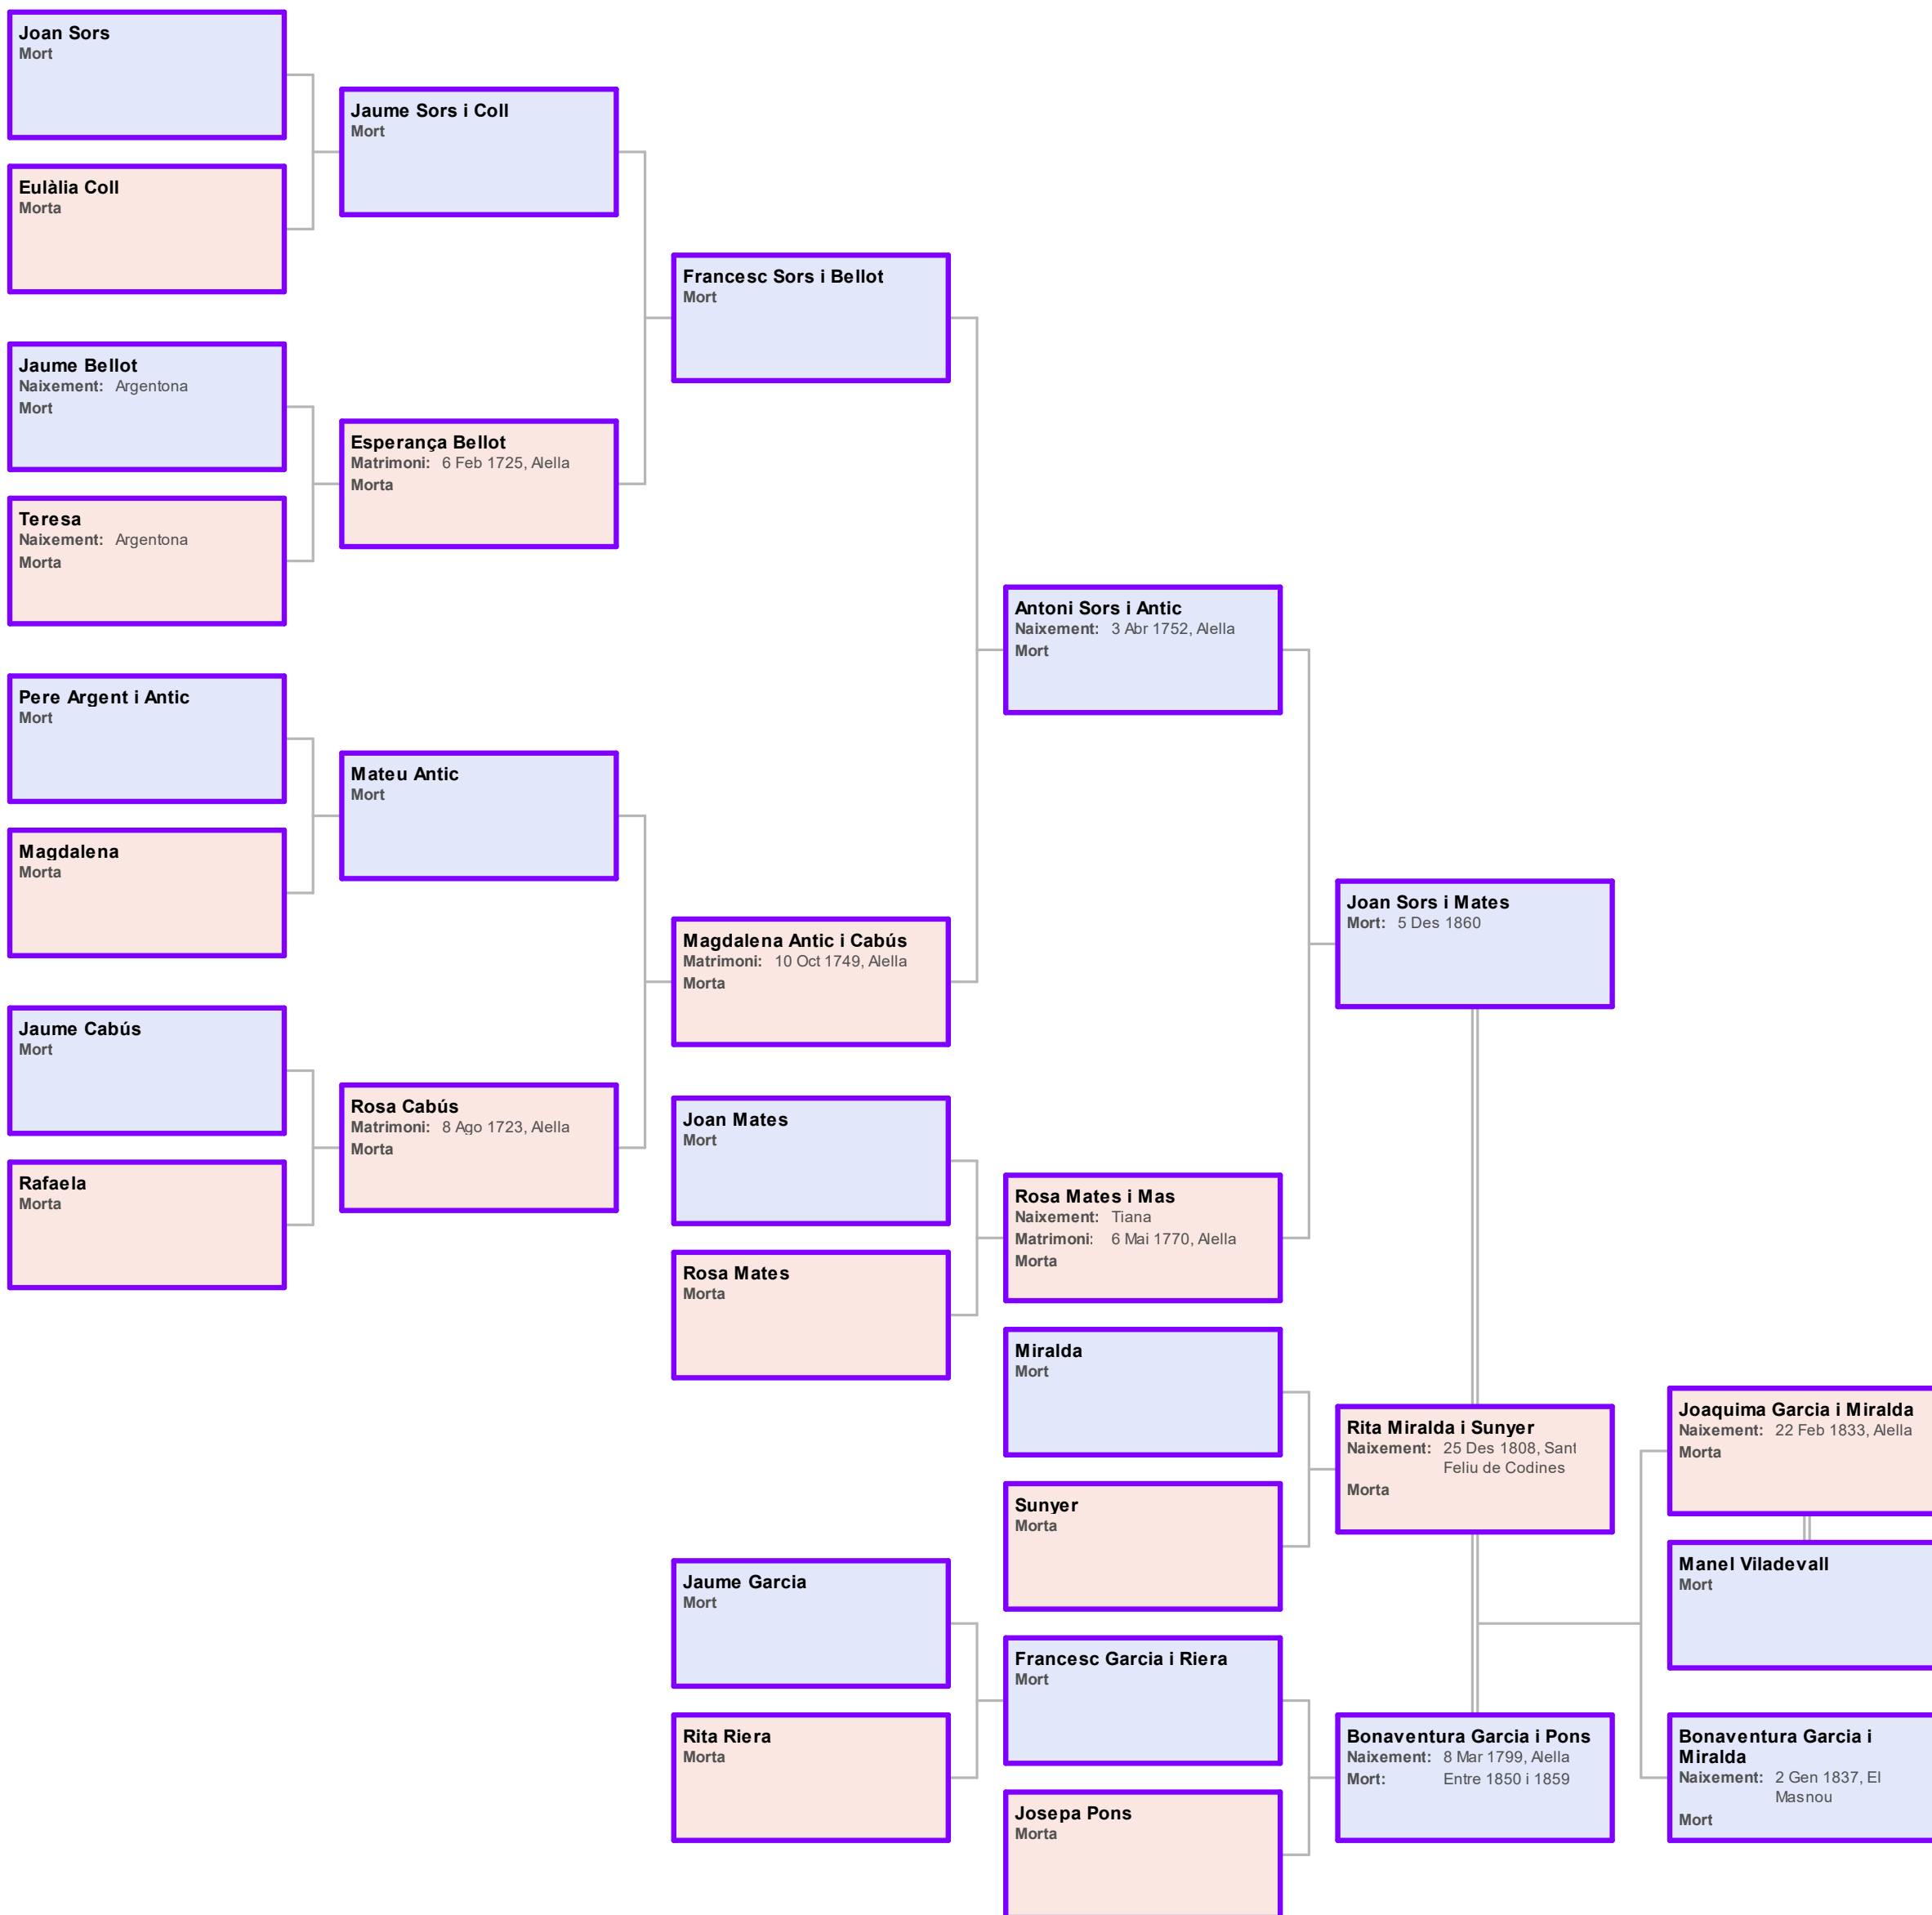 Joan Sors
Mort
Eulàlia Coll
Morta
Jaume Bellot
Naixement: Argentona
Mort
Teresa
Naixement: Argentona
Morta
Pere Argent i Antic
Mort
Magdalena
Morta
Jaume Cabús
Mort
Rafaela
Morta
Jaume Sors i Coll
Mort
Esperança Bellot
Matrimoni: 6 Feb 1725, Alella
Morta
Mateu Antic
Mort
Rosa Cabús
Matrimoni: 8 Ago 1723, Alella
Morta
Francesc Sors i Bellot
Mort
Magdalena Antic i Cabús
Matrimoni: 10 Oct 1749, Alella
Morta
Joan Mates
Mort
Rosa Mates
Morta
Jaume Garcia
Mort
Rita Riera
Morta
Antoni Sors i Antic
Naixement: 3 Abr 1752, Alella
Mort
Rosa Mates i Mas
Naixement: Tiana
Matrimoni: 6 Mai 1770, Alella
Morta
Miralda
Mort
Sunyer
Morta
Francesc Garcia i Riera
Mort
Josepa Pons
Morta
Joan Sors i Mates
Mort: 5 Des 1860
Rita Miralda i Sunyer
Naixement: 25 Des 1808, Sant
Feliu de Codines
Morta
Bonaventura Garcia i Pons
Naixement: 8 Mar 1799, Alella
Mort: Entre 1850 i 1859
Joaquima Garcia i Miralda
Naixement: 22 Feb 1833, Alella
Morta
Manel Viladevall
Mort
Bonaventura Garcia i
Miralda
Naixement: 2 Gen 1837, El
Masnou
Mort